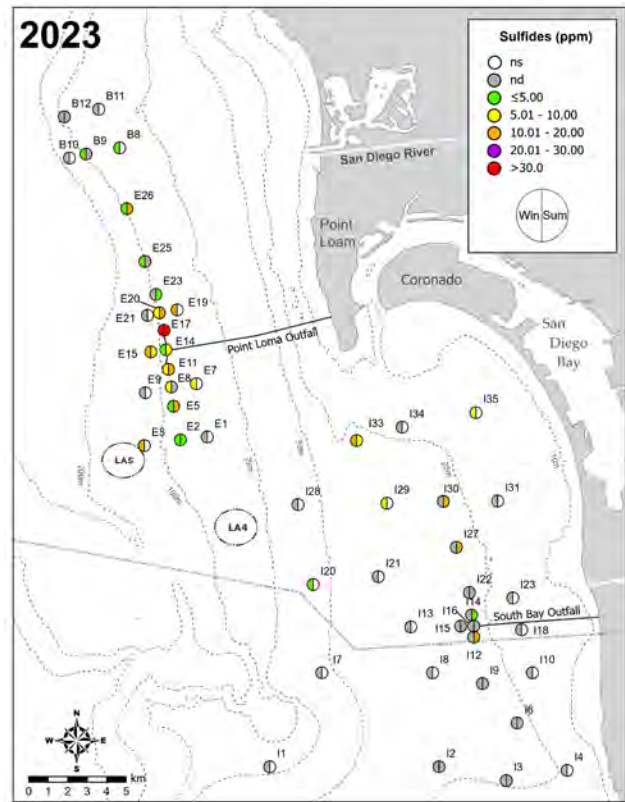 2023
Sulfides (ppm)
ns
nd
≤5.00
5.01 - 10.00
10.01 - 20.00
20.01 - 30.00
>30.0
Win Sum
B12 B11
B10 B9 B8
San Diego River
E26
Point
Loam
Coronado
San
Diego
Bay
E25
E23
E20 E19
E21
E17
E14
Point Loma Outfall
E15
E11
E9 E8 E7
E5
E3 E2 E1
LA5
LA4
100m
I35
I34
I33
I28 I29 I30 I31
I27
I20 I21
I22 I23
I14
I16
I13 I15
South Bay Outfall
I18
I12
I7 I8 I10
I9
I6
I1 I2 I3 I4
N
W E
S
0 1 2 3 4 5
km